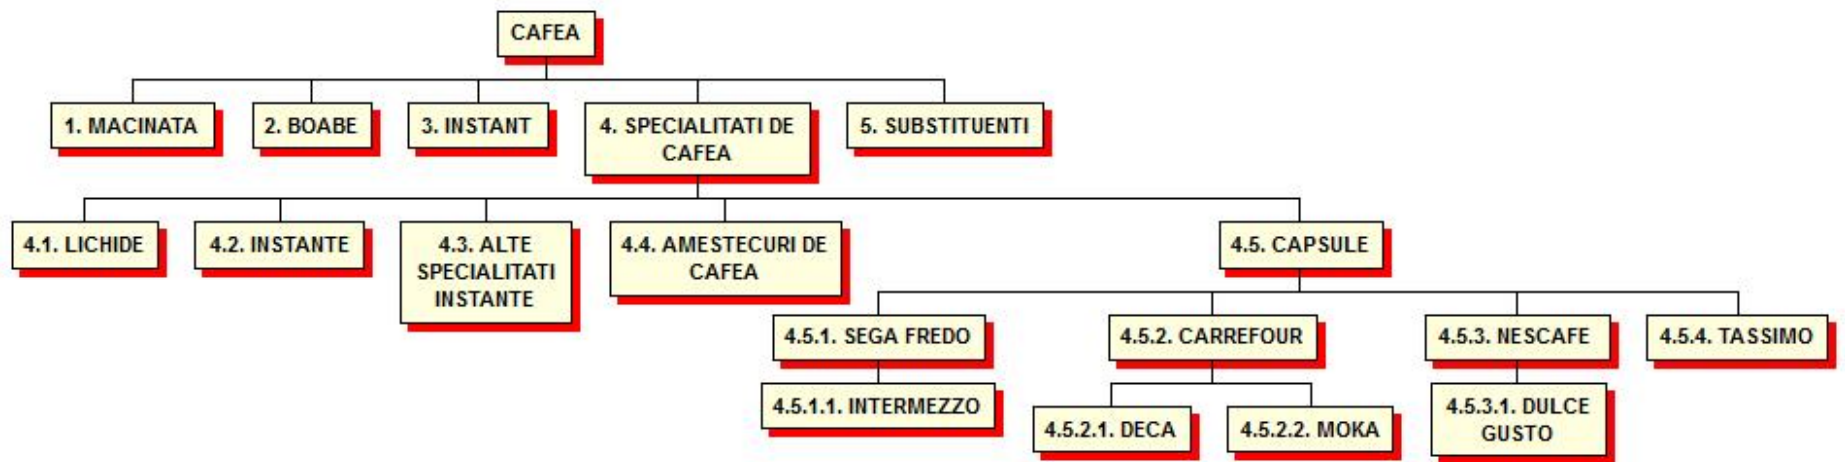 CAFEA
1. MACINATA
2. BOABE
3. INSTANT
4. SPECIALITATI DE
CAFEA
5. SUBSTITUENTI
4.1. LICHIDE
4.2. INSTANTE
4.3. ALTE
SPECIALITATI
INSTANTE
4.4. AMESTECURI DE
CAFEA
4.5. CAPSULE
4.5.1. SEGA FREDO
4.5.2. CARREFOUR
4.5.3. NESCAFE
4.5.4. TASSIMO
4.5.1.1. INTERMEZZO
4.5.2.1. DECA
4.5.2.2. MOKA
4.5.3.1. DULCE
GUSTO